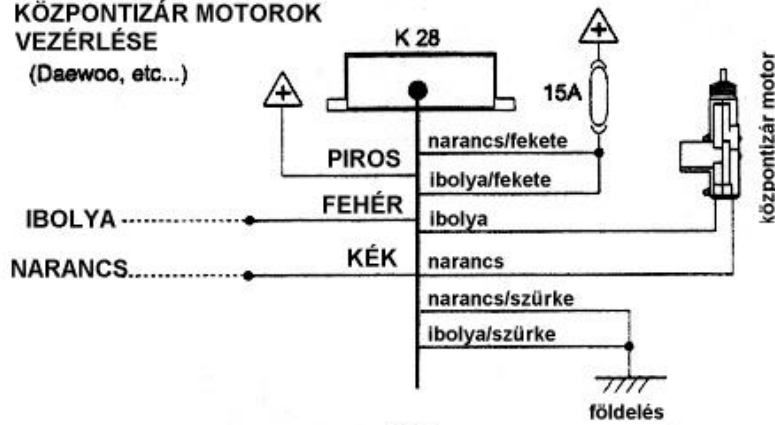 KÖZPONTIZÁR MOTOROK
VEZÉRLÉSE
(Daewoo, etc...)
K 28
15A
központizár motor
narancs/fekete
PIROS
ibolya/fekete
FEHÉR
IBOLYA
ibolya
KÉK
narancs
NARANCS
narancs/szürke
ibolya/szürke
földelés